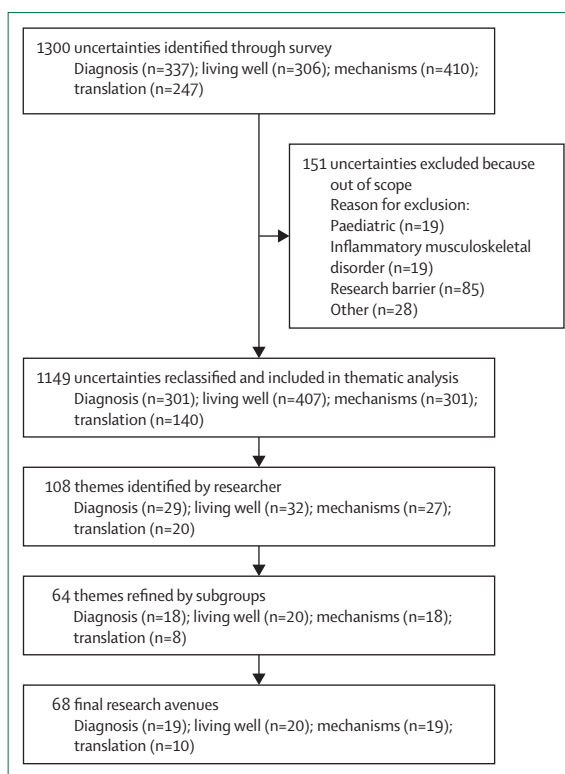 1300 uncertainties identified through survey
Diagnosis (n=337); living well (n=306); mechanisms (n=410);
translation (n=247)
151 uncertainties excluded because
out of scope
Reason for exclusion:
Paediatric (n=19)
Inflammatory musculoskeletal
disorder (n=19)
Research barrier (n=85)
Other (n=28)
1149 uncertainties reclassified and included in thematic analysis
Diagnosis (n=301); living well (n=407); mechanisms (n=301);
translation (n=140)
108 themes identified by researcher
Diagnosis (n=29); living well (n=32); mechanisms (n=27);
translation (n=20)
64 themes refined by subgroups
Diagnosis (n=18); living well (n=20); mechanisms (n=18);
translation (n=8)
68 final research avenues
Diagnosis (n=19); living well (n=20); mechanisms (n=19);
translation (n=10)